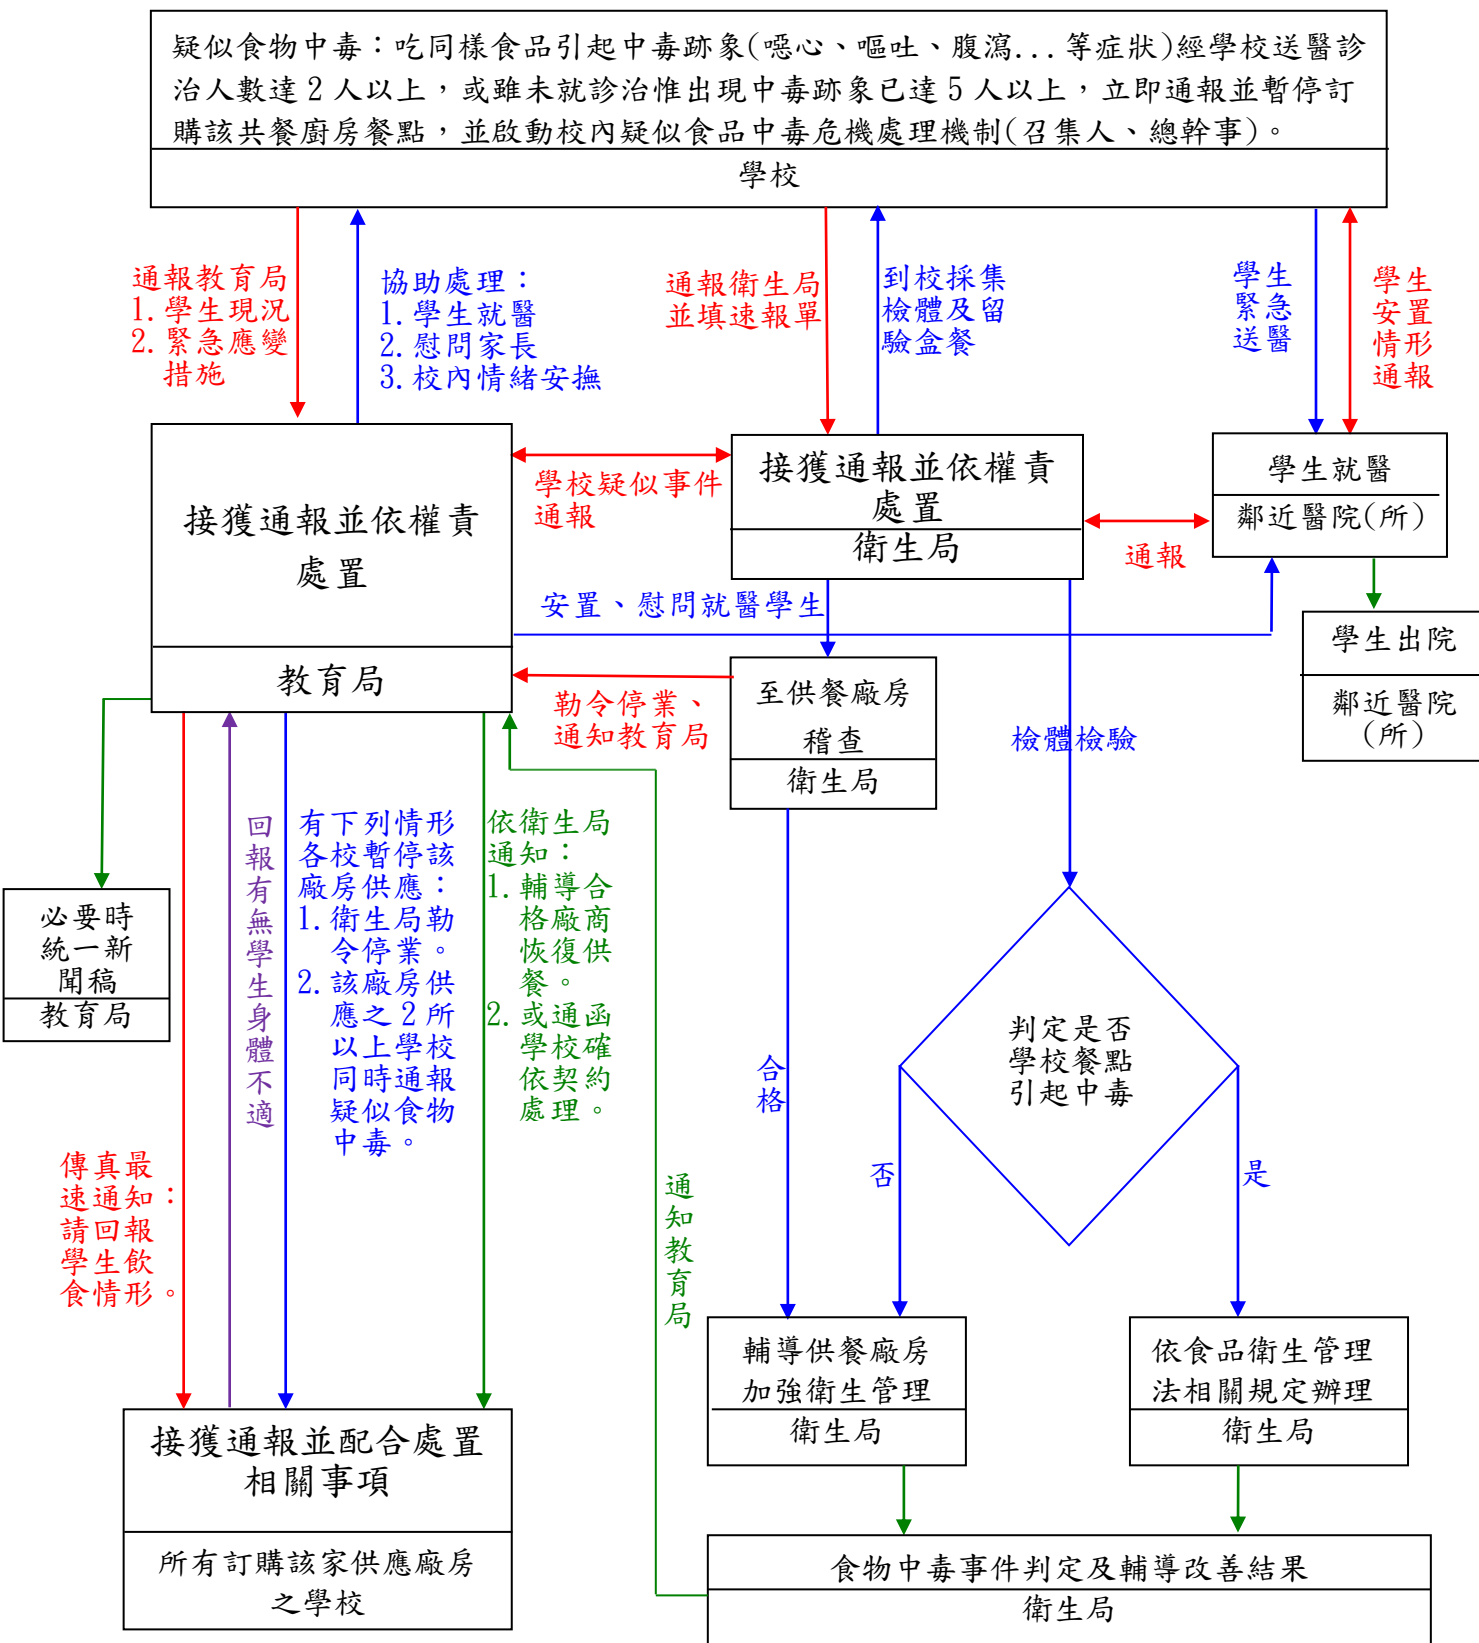 疑似食物中毒：吃同樣食品引起中毒跡象(噁心、嘔吐、腹瀉...等症狀)經學校送醫診
治人數達2人以上，或雖未就診治惟出現中毒跡象已達5人以上，立即通報並暫停訂
購該共餐廚房餐點，並啟動校內疑似食品中毒危機處理機制(召集人、總幹事)。
學校
通報教育局
1.學生現況
2.緊急應變
措施
協助處理：
1.學生就醫
2.慰問家長
3.校內情緒安撫
通報衛生局
並填速報單
到校採集
檢體及留
驗盒餐
學生
緊急
送醫
學生
安置
情形
通報
接獲通報並依權責
處置
教育局
學校疑似事件
通報
接獲通報並依權責
處置
衛生局
通報
學生就醫
鄰近醫院(所)
安置、慰問就醫學生
學生出院
鄰近醫院
(所)
勒令停業、
通知教育局
至供餐廠房
稽查
衛生局
檢體檢驗
必要時
統一新
聞稿
教育局
回報有無學生身體不適
有下列情形
各校暫停該
廠房供應：
1.衛生局勒
令停業。
2.該廠房供
應之2所
以上學校
同時通報
疑似食物
中毒。
依衛生局
通知：
1.輔導合
格廠商
恢復供
餐。
2.或通函
學校確
依契約
處理。
傳真最
速通知：
請回報
學生飲
食情形。
合格
判定是否
學校餐點
引起中毒
否
是
通知教育局
輔導供餐廠房
加強衛生管理
衛生局
依食品衛生管理
法相關規定辦理
衛生局
接獲通報並配合處置
相關事項
所有訂購該家供應廠房
之學校
食物中毒事件判定及輔導改善結果
衛生局